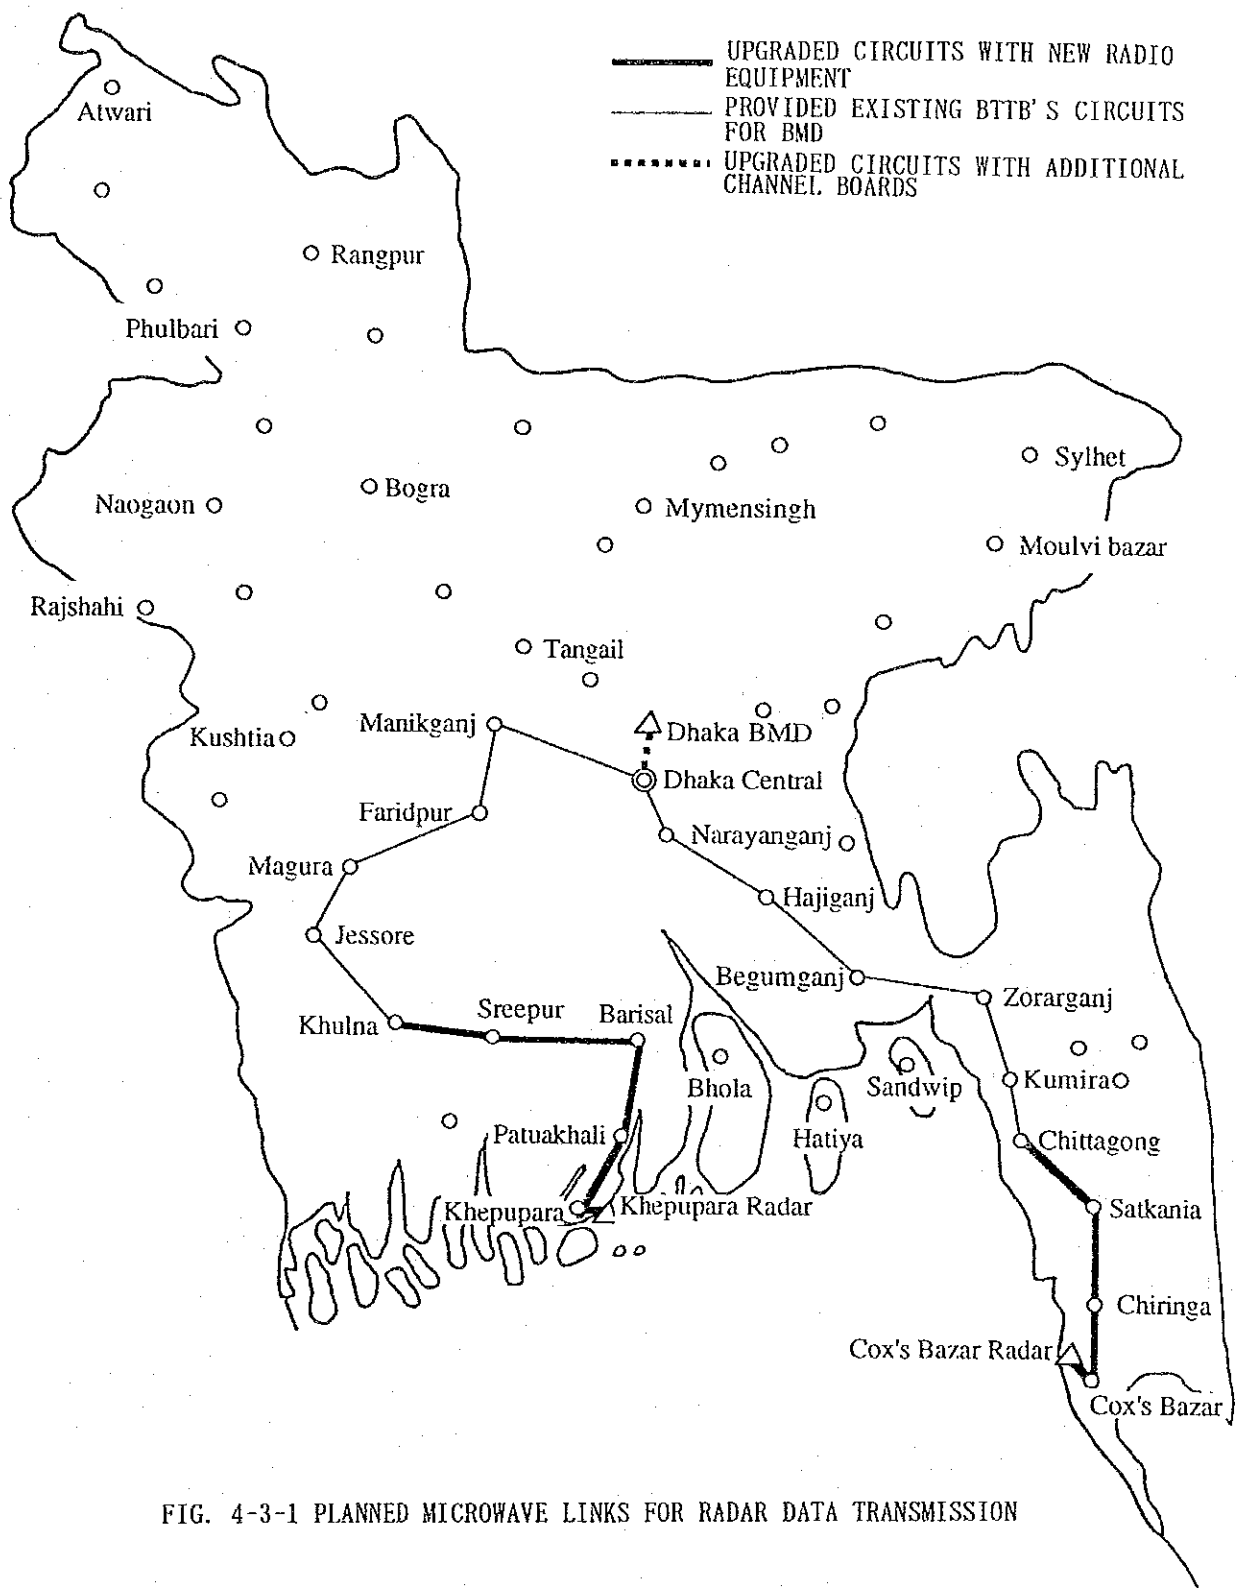 UPGRADED CIRCUITS WITH NEW RADIO
EQUIPMENT
PROVIDED EXISTING BTTB'S CIRCUITS
FOR BMD
UPGRADED CIRCUITS WITH ADDITIONAL
CHANNEL BOARDS
Atwari
Rangpur
Phulbari
Sylhet
Bogra
Naogaon
Mymensingh
Moulvi bazar
Rajshahi
Tangail
Manikganj
Dhaka BMD
Kushtia
Dhaka Central
Faridpur
Narayanganj
Magura
Hajiganj
Jessore
Begumganj
Zorarganj
Sreepur
Barisal
Khulna
Bhola
Sandwip
Kumira
Patuakhali
Hatiya
Chittagong
Khepupara
Khepupara Radar
Satkania
Chiringa
Cox's Bazar Radar
Cox's Bazar
FIG. 4-3-1 PLANNED MICROWAVE LINKS FOR RADAR DATA TRANSMISSION